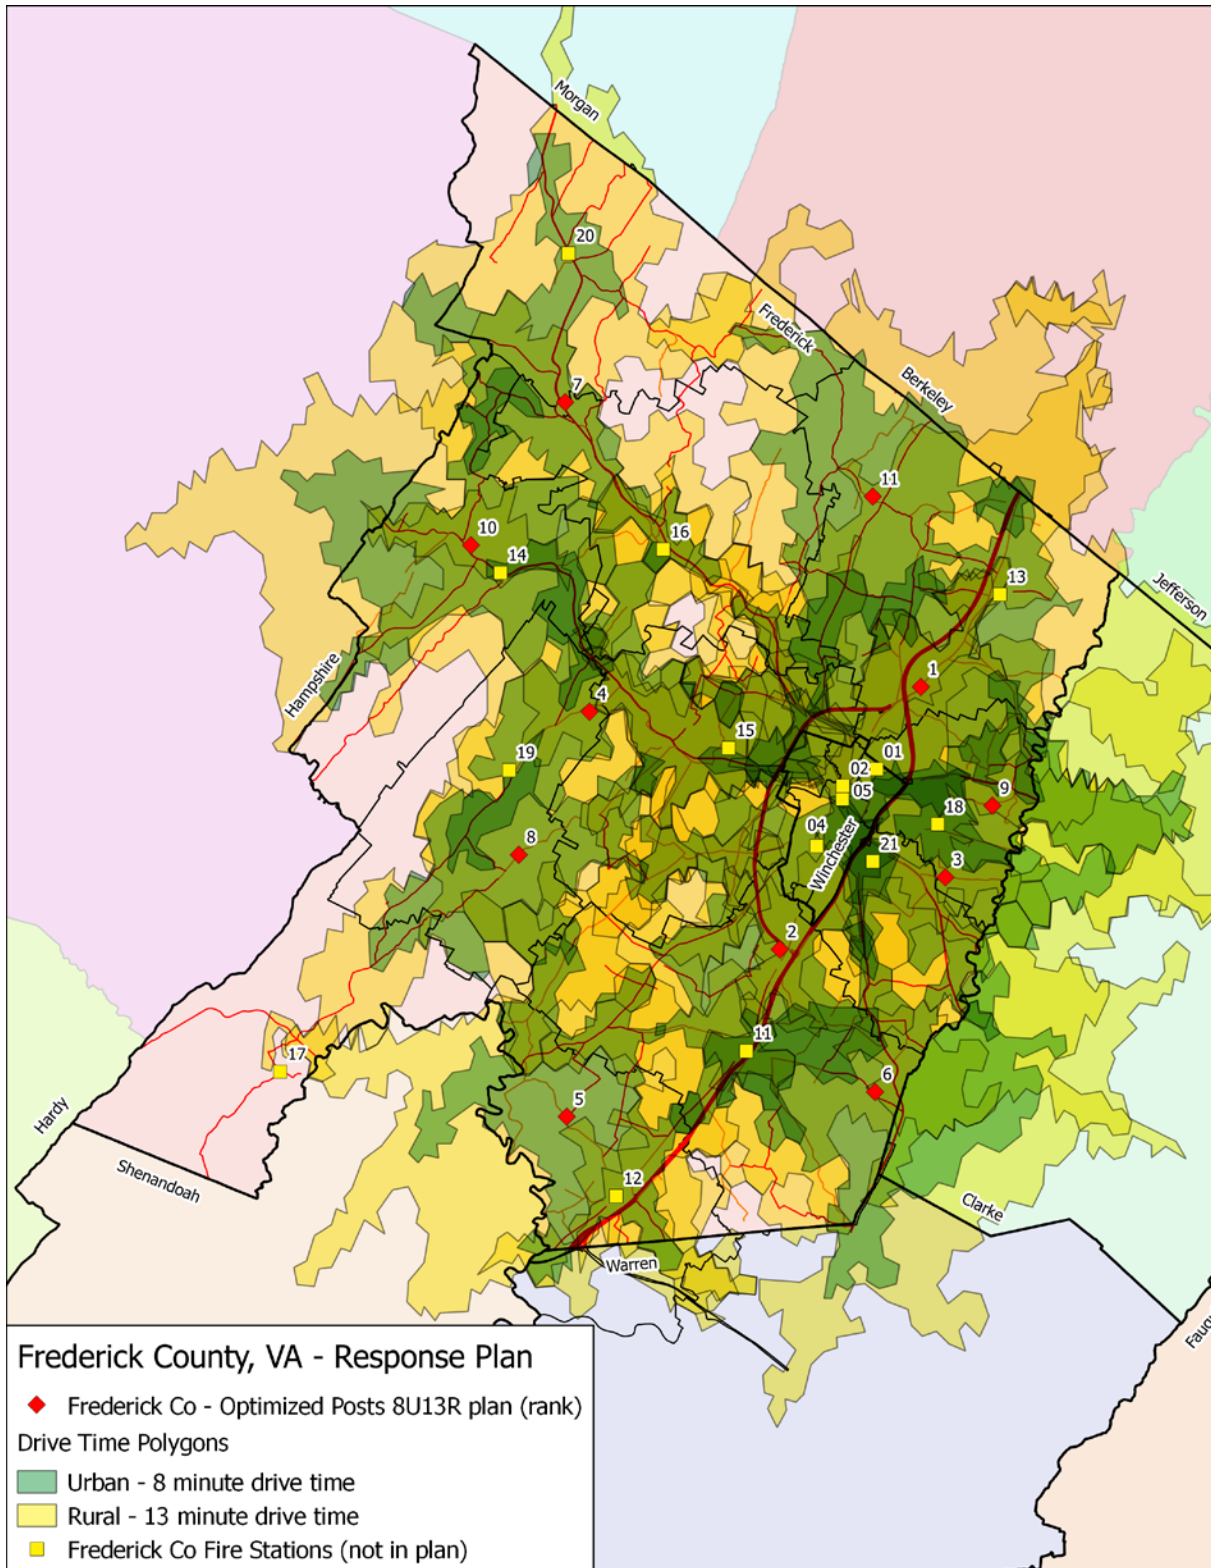 Morgan
20
Frederick
Berkeley
7
11
10
14
16
13
Jefferson
Hampshire
1
4
15
19
01
02
05
9
18
04
Winchester
21
8
3
2
17
11
6
5
Hardy
Shenandoah
12
Clarke
Warren
Frederick County, VA - Response Plan
Frederick Co - Optimized Posts 8U13R plan (rank)
Drive Time Polygons
Urban - 8 minute drive time
Rural - 13 minute drive time
Frederick Co Fire Stations (not in plan)